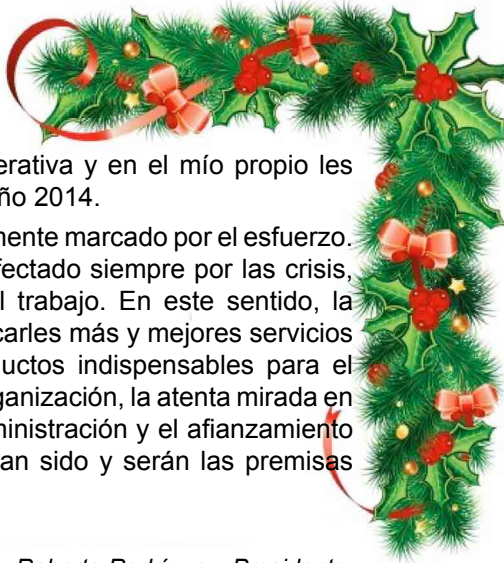 erativa y en el mío propio les
ño 2014.
mente marcado por el esfuerzo.
fectado siempre por las crisis,
l trabajo. En este sentido, la
carles más y mejores servicios
uctos indispensables para el
ganización, la atenta mirada en
ministración y el afianzamiento
an sido y serán las premisas
Roberto Rodríguez - Presidente